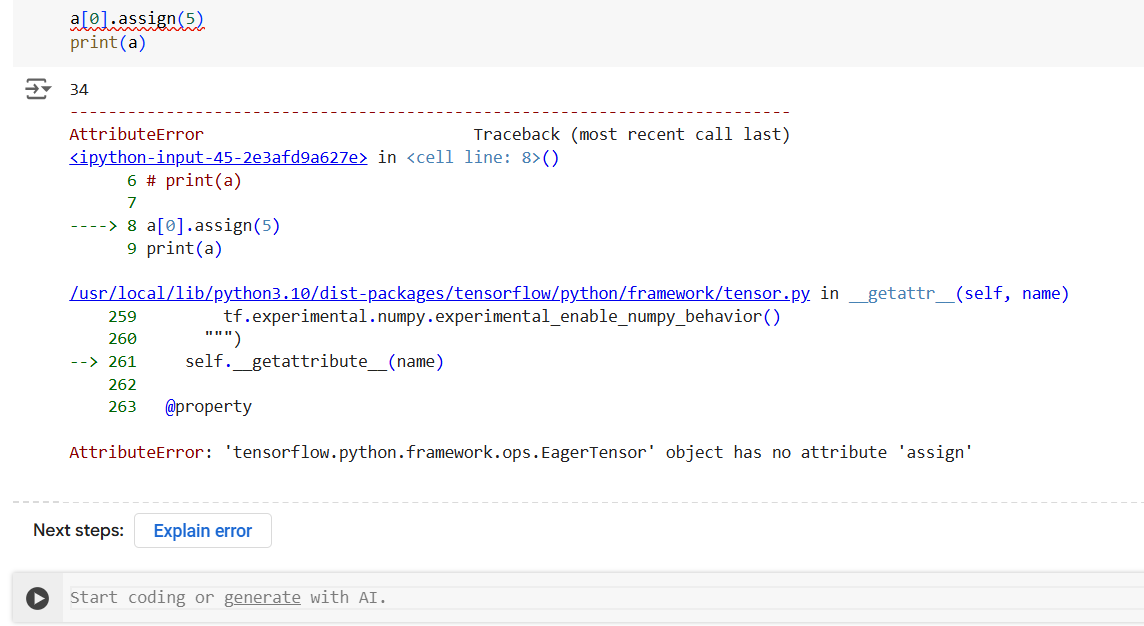 a[0].assign(5)
print(a)
34
---------------------------------------------------------------------------
AttributeError                            Traceback (most recent call last)
<ipython-input-45-2e3afd9a627e> in <cell line: 8>()
      6 # print(a)
      7
----> 8 a[0].assign(5)
      9 print(a)
/usr/local/lib/python3.10/dist-packages/tensorflow/python/framework/tensor.py in __getattr__(self, name)
    259         tf.experimental.numpy.experimental_enable_numpy_behavior()
    260       """)
--> 261     self.__getattribute__(name)
    262
    263   @property
AttributeError: 'tensorflow.python.framework.ops.EagerTensor' object has no attribute 'assign'
Next steps: Explain error
Start coding or generate with AI.